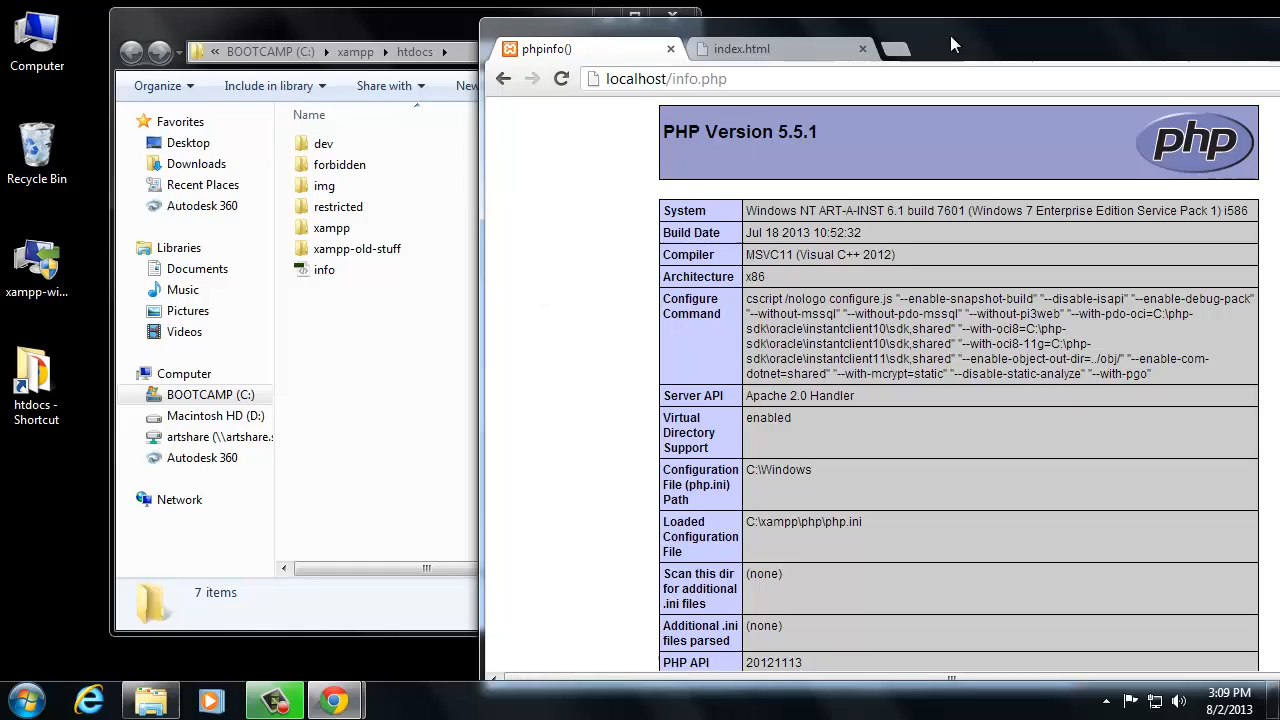 Computer
Recycle Bin
xampp-wi...
htdocs -
Shortcut
« BOOTCAMP (C:) ▸ xampp ▸ htdocs ▸
Organize
Include in library
Share with
New
Favorites
Desktop
Downloads
Recent Places
Autodesk 360
Libraries
Documents
Music
Pictures
Videos
Computer
BOOTCAMP (C:)
Macintosh HD (D:)
artshare (\\artshare.s
Autodesk 360
Network
Name
dev
forbidden
img
restricted
xampp
xampp-old-stuff
info
7 items
phpinfo()
index.html
localhost/info.php
PHP Version 5.5.1
php
System Windows NT ART-A-INST 6.1 build 7601 (Windows 7 Enterprise Edition Service Pack 1) i586
Build Date Jul 18 2013 10:52:32
Compiler MSVC11 (Visual C++ 2012)
Architecture x86
Configure
Command
cscript /nologo configure.js "--enable-snapshot-build" "--disable-isapi" "--enable-debug-pack"
"--without-mssql" "--without-pdo-mssql" "--without-pi3web" "--with-pdo-oci=C:\php-
sdk\oracle\instantclient10\sdk,shared" "--with-oci8=C:\php-
sdk\oracle\instantclient10\sdk,shared" "--with-oci8-11g=C:\php-
sdk\oracle\instantclient11\sdk,shared" "--enable-object-out-dir=../obj/" "--enable-com-
dotnet=shared" "--with-mcrypt=static" "--disable-static-analyze" "--with-pgo"
Server API Apache 2.0 Handler
Virtual
Directory
Support
enabled
Configuration
File (php.ini)
Path
C:\Windows
Loaded
Configuration
File
C:\xampp\php\php.ini
Scan this dir
for additional
.ini files
(none)
Additional .ini
files parsed
(none)
PHP API 20121113
3:09 PM
8/2/2013